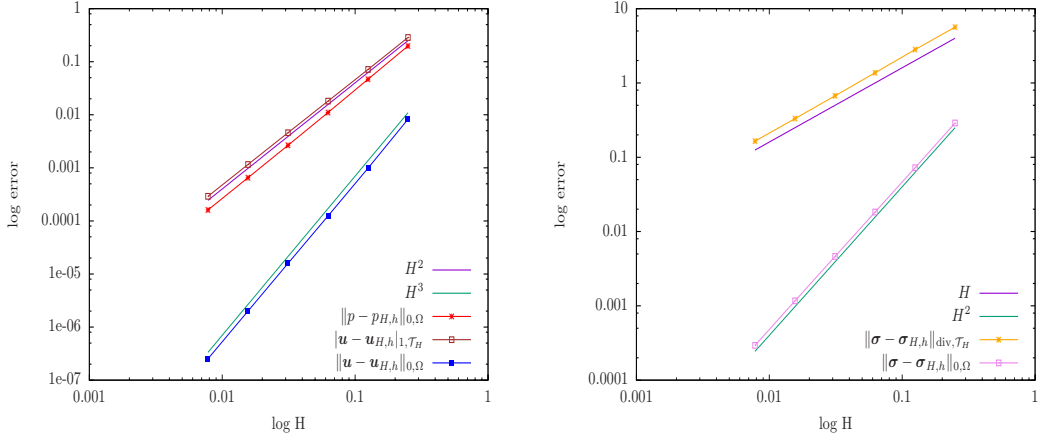 1
0.1
0.01
0.001
0.0001
1e-05
1e-06
1e-07
log error
0.001
0.01
0.1
1
log H
H²
H³
‖p − p_{H,h}‖_{0,Ω}
|𝒖 − 𝒖_{H,h}|_{1,𝒯_H}
‖𝒖 − 𝒖_{H,h}‖_{0,Ω}
10
1
0.1
0.01
0.001
0.0001
log error
0.001
0.01
0.1
1
log H
H
H²
‖𝝈 − 𝝈_{H,h}‖_{div,𝒯_H}
‖𝝈 − 𝝈_{H,h}‖_{0,Ω}